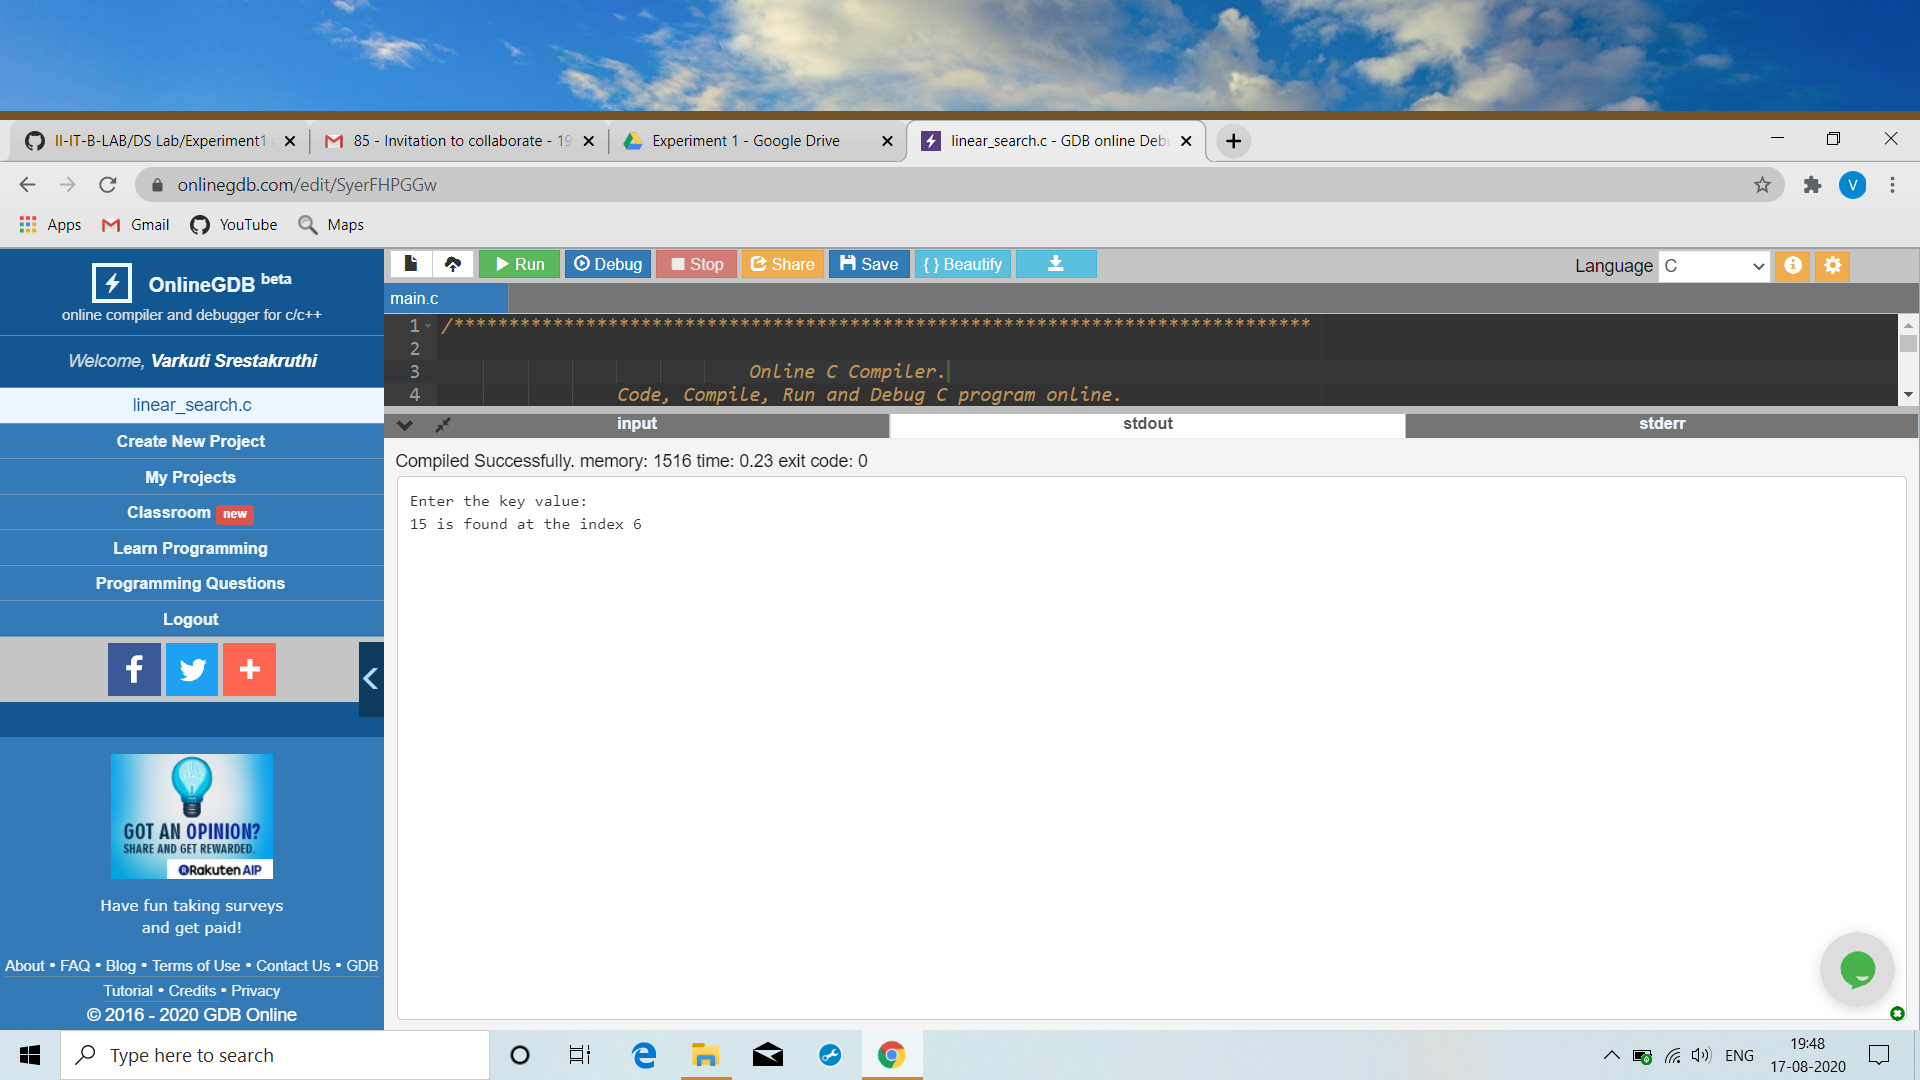 II-IT-B-LAB/DS Lab/Experiment1
85 - Invitation to collaborate - 19
Experiment 1 - Google Drive
linear_search.c - GDB online Deb
onlinegdb.com/edit/SyerFHPGGw
V
Apps
Gmail
YouTube
Maps
OnlineGDB beta
online compiler and debugger for c/c++
Welcome, Varkuti Srestakruthi
linear_search.c
Create New Project
My Projects
Classroom new
Learn Programming
Programming Questions
Logout
GOT AN OPINION?
SHARE AND GET REWARDED.
Rakuten AIP
Have fun taking surveys
and get paid!
About • FAQ • Blog • Terms of Use • Contact Us • GDB
Tutorial • Credits • Privacy
© 2016 - 2020 GDB Online
Run
Debug
Stop
Share
Save
{ } Beautify
Language C
main.c
1 /******************************************************************************
2
3 Online C Compiler.
4 Code, Compile, Run and Debug C program online.
input
stdout
stderr
Compiled Successfully. memory: 1516 time: 0.23 exit code: 0
Enter the key value:
15 is found at the index 6
Type here to search
ENG
19:48
17-08-2020